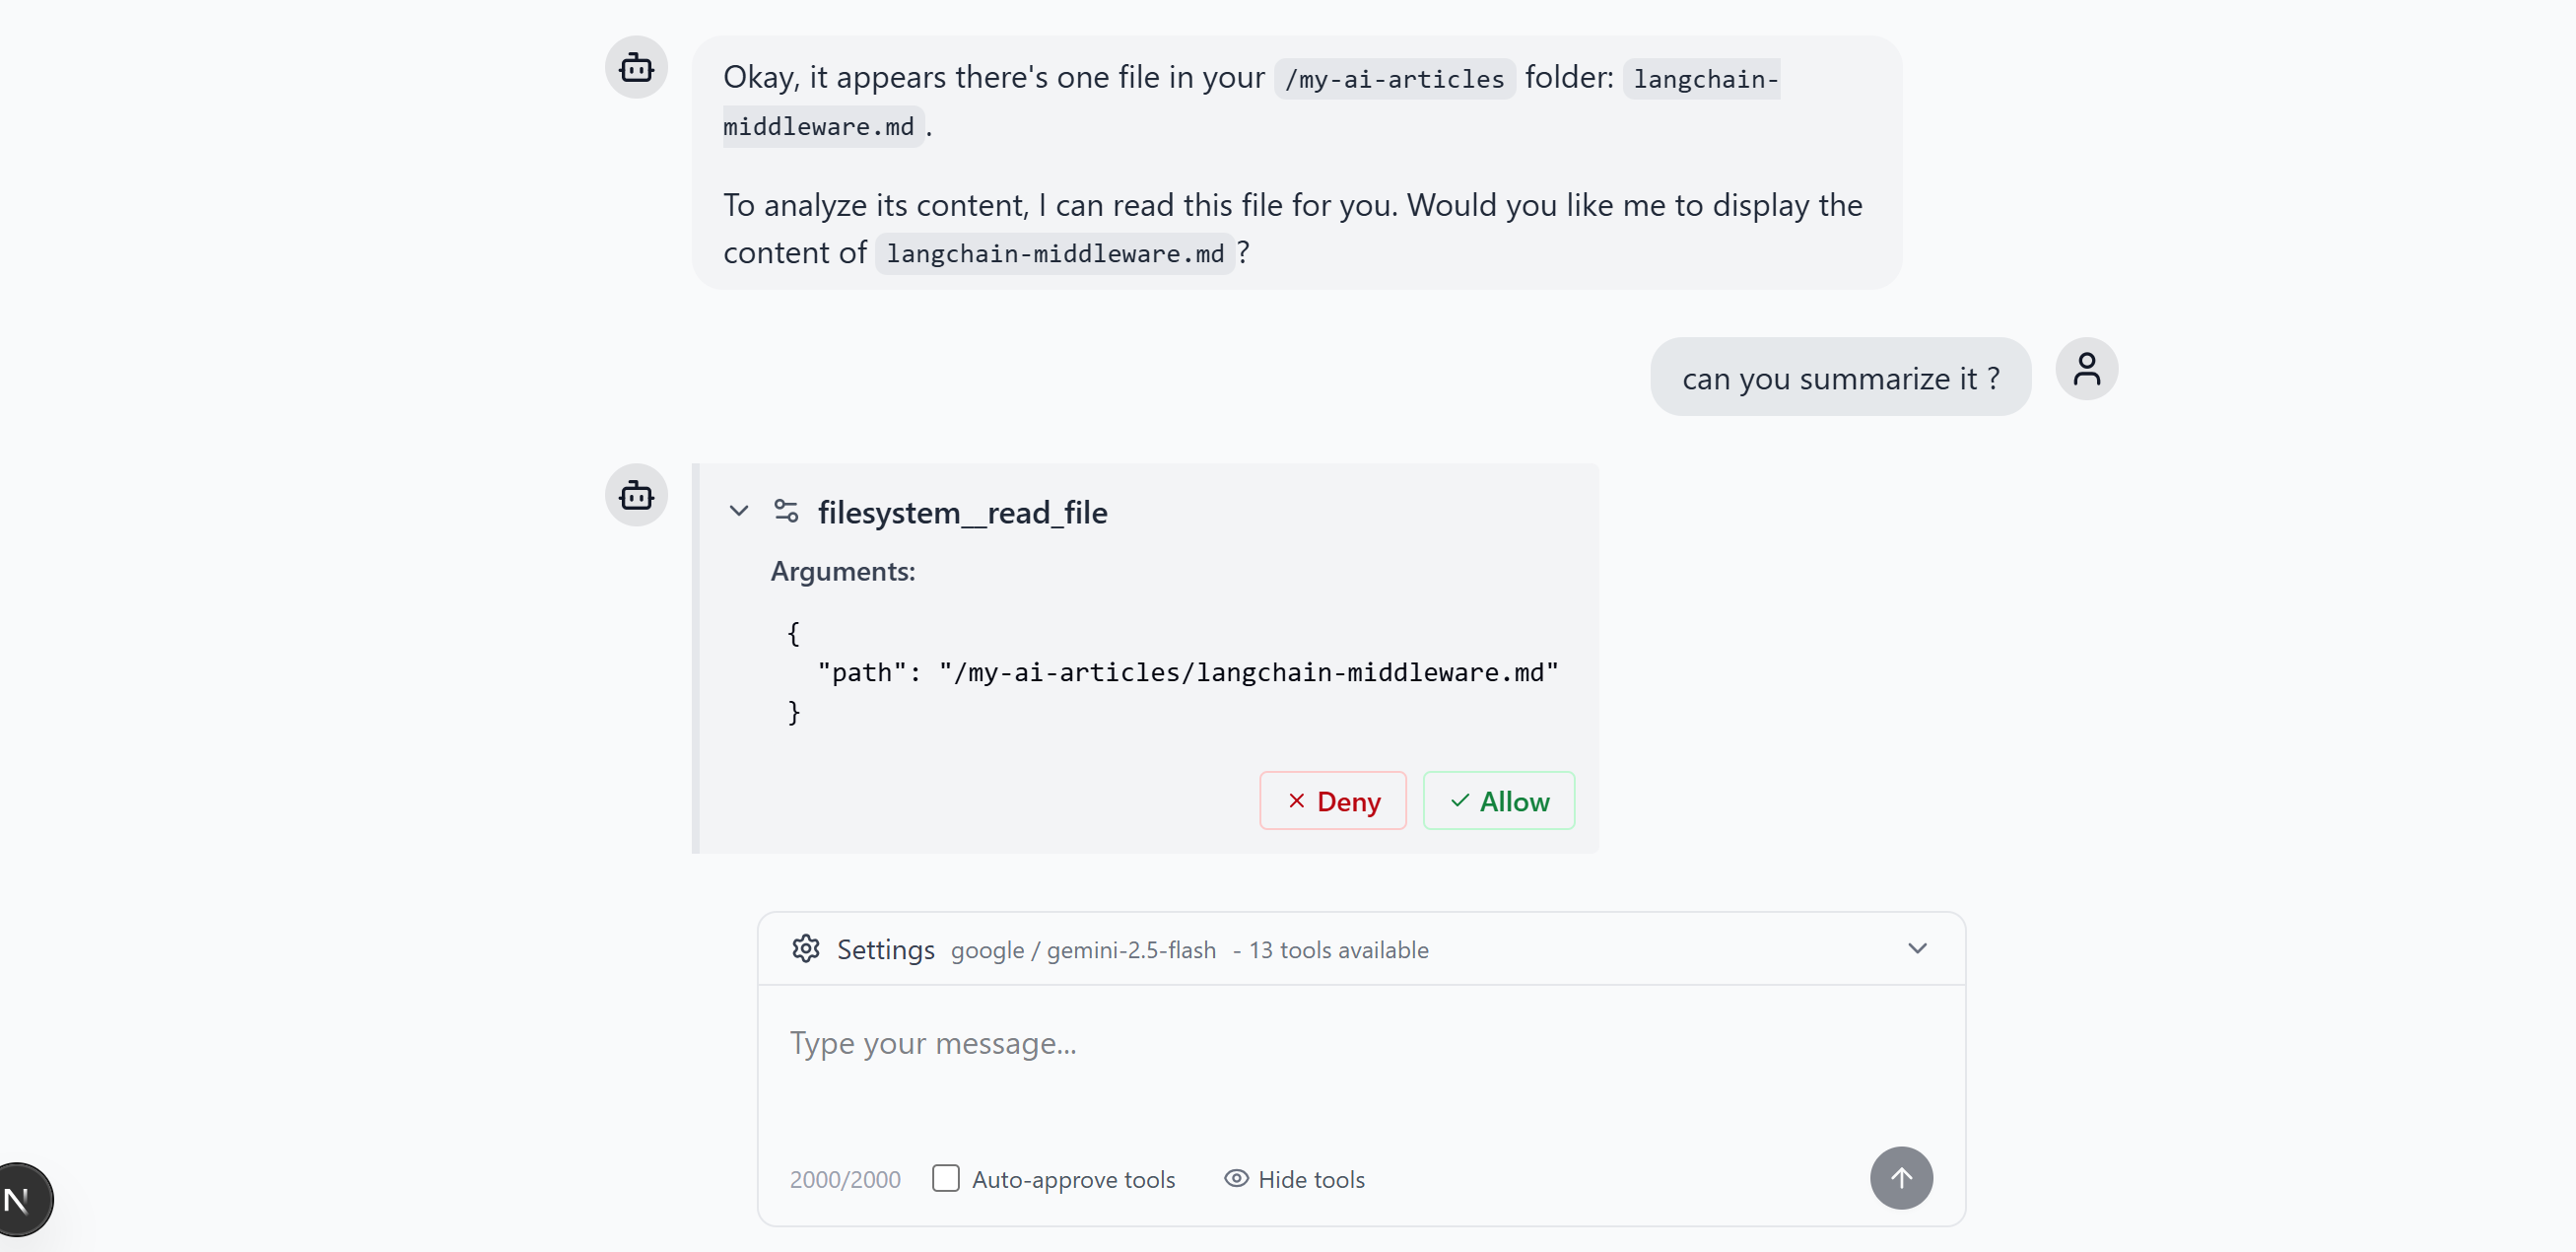 Okay, it appears there's one file in your /my-ai-articles folder: langchain-
middleware.md.
To analyze its content, I can read this file for you. Would you like me to display the
content of langchain-middleware.md?
can you summarize it ?
filesystem__read_file
Arguments:
{
"path": "/my-ai-articles/langchain-middleware.md"
}
Deny
Allow
Settings google / gemini-2.5-flash - 13 tools available
Type your message...
2000/2000 Auto-approve tools Hide tools
N